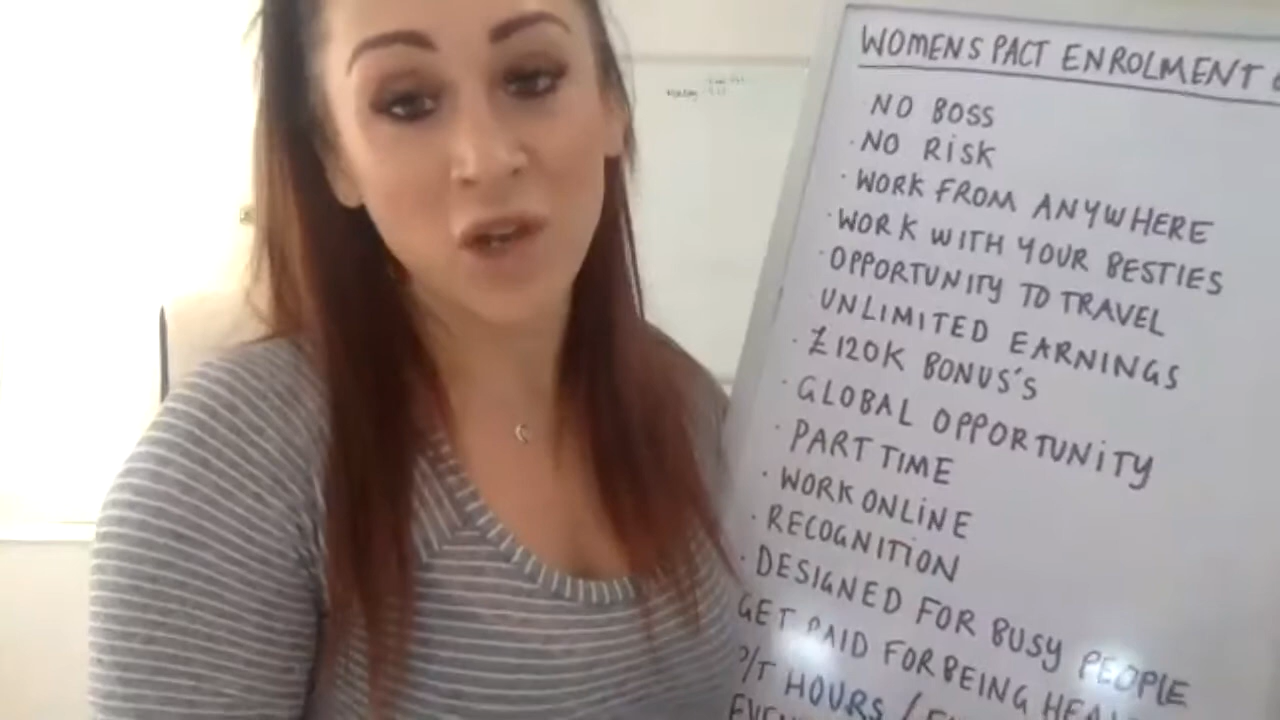 WOMENS PACT ENROLMENT
NO BOSS
· NO RiSK
· WORK FROM ANYWHERE
· WORK WITH YOUR BESTIES
· OPPORTUNITY TO TRAVEL
UNLIMITED EARNINGS
· £120K BONUS'S
· GLOBAL OPPORTUNiTY
· PART TIME
· WORK ONLiNE
· RECOGNITION
· DESIGNED FOR BUSY PEOPLE
GET PAID FOR BEING
P/T HOURS /